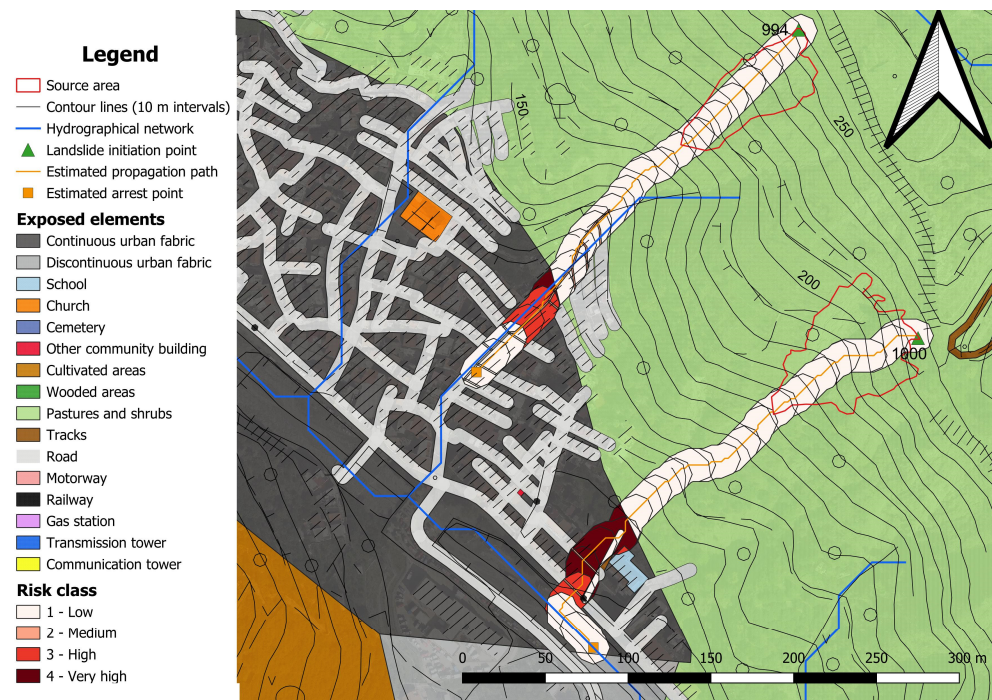 Legend
Source area
Contour lines (10 m intervals)
Hydrographical network
Landslide initiation point
Estimated propagation path
Estimated arrest point
Exposed elements
Continuous urban fabric
Discontinuous urban fabric
School
Church
Cemetery
Other community building
Cultivated areas
Wooded areas
Pastures and shrubs
Tracks
Road
Motorway
Railway
Gas station
Transmission tower
Communication tower
Risk class
1 - Low
2 - Medium
3 - High
4 - Very high
994
150
250
200
1000
0 50 100 150 200 250 300 m